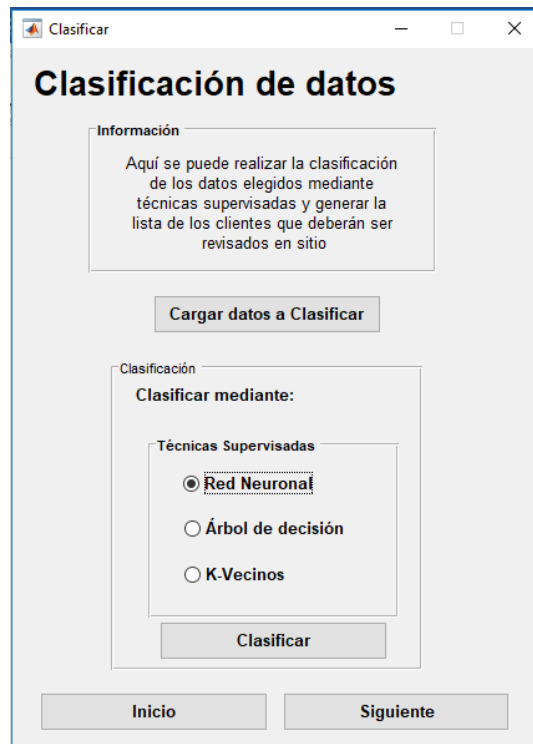 Clasificar
Clasificación de datos
Información
Aquí se puede realizar la clasificación
de los datos elegidos mediante
técnicas supervisadas y generar la
lista de los clientes que deberán ser
revisados en sitio
Cargar datos a Clasificar
Clasificación
Clasificar mediante:
Técnicas Supervisadas
Red Neuronal
Árbol de decisión
K-Vecinos
Clasificar
Inicio
Siguiente